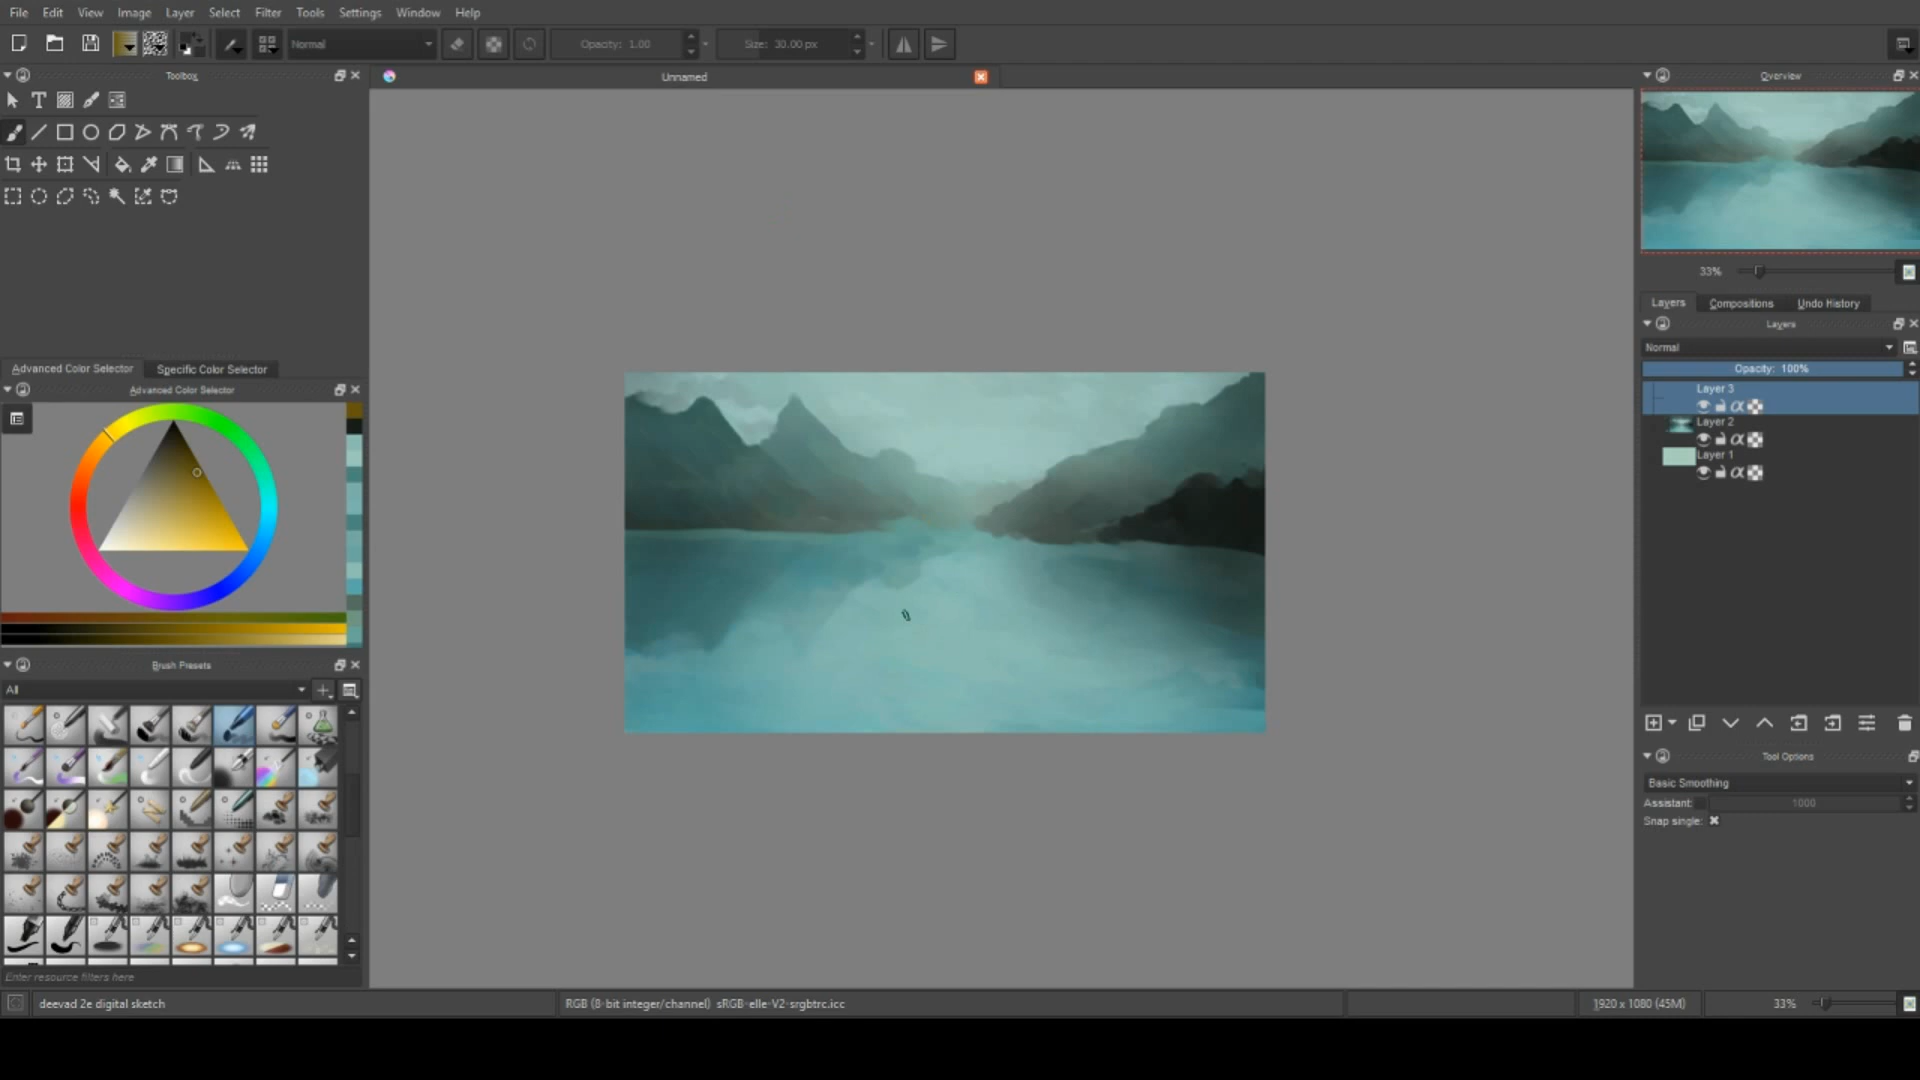 File Edit View Image Layer Select Filter Tools Settings Window Help
Normal Opacity: 1.00 Size: 30.00 px
Toolbox
Unnamed
Overview
33%
Layers Compositions Undo History
Layers
Normal
Opacity: 100%
Layer 3
Layer 2
Layer 1
Advanced Color Selector Specific Color Selector
Advanced Color Selector
Brush Presets
All
Tool Options
Basic Smoothing
Assistant: 1000
Snap single:
Enter resource filters here
deevad 2e digital sketch
RGB (8-bit integer/channel) sRGB-elle-V2-srgbtrc.icc
1920 x 1080 (45M)
33%